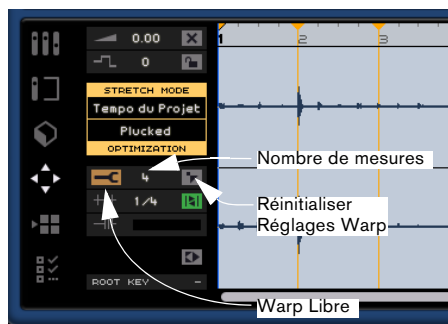 0.00
1 2 3
0
STRETCH MODE
Tempo du Projet
Plucked
OPTIMIZATION
4
Nombre de mesures
1/4
Réinitialiser
Réglages Warp
ROOT KEY -
Warp Libre